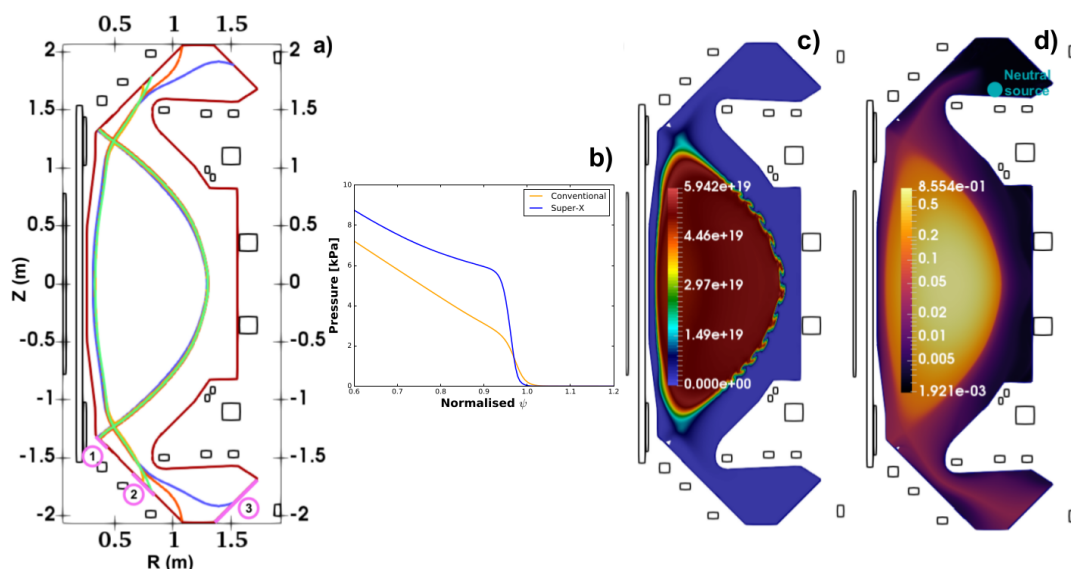 0.5 1 1.5
2 2 a)
1.5 1.5
1 1
0.5 0.5
Z (m) 0 0
-0.5 -0.5
-1 -1
-1.5 -1.5
-2 -2
1
2
3
0.5 1 1.5
R (m)
b)
10
8
6
4
2
0
Pressure [kPa]
Conventional
Super-X
0.6 0.7 0.8 0.9 1.0 1.1 1.2
Normalised ψ
c)
5.942e+19
4.46e+19
2.97e+19
1.49e+19
0.000e+00
d)
Neutral
source
8.554e-01
0.5
0.2
0.1
0.05
0.02
0.01
0.005
1.921e-03